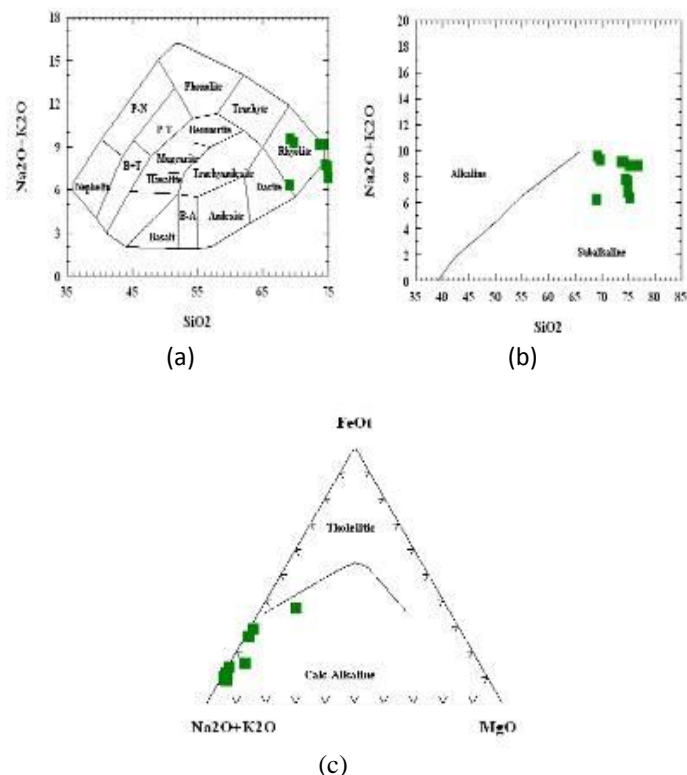 18
15
12
9
6
3
0
Na2O+K2O
P-N
Phonolite
Trachyte
P-T
Benmorite
Rhyolite
B+T
Mugearite
Nephelin
Hawaiite
Trachyandesite
Dacite
B-A
Andesite
Basalt
35 45 55 65 75
SiO2
(a)
20
18
16
14
12
10
8
6
4
2
0
Na2O+K2O
Alkaline
Subalkaline
35 40 45 50 55 60 65 70 75 80 85
SiO2
(b)
FeOt
Tholeiitic
Calc-Alkaline
Na2O+K2O
MgO
(c)